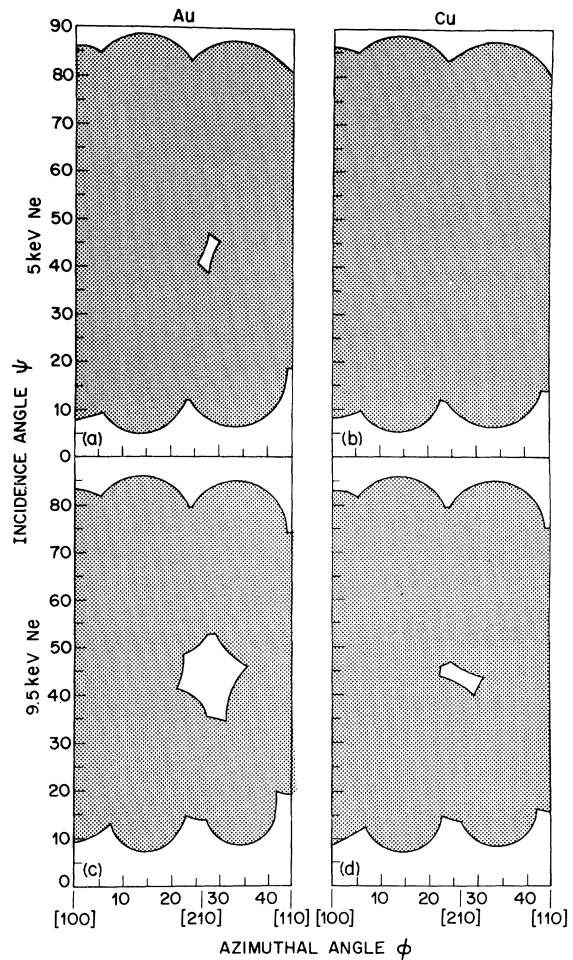 Au
Cu
90
80
70
60
50
40
30
20
10
0
5 keV Ne
(a)
(b)
INCIDENCE ANGLE ψ
80
70
60
50
40
30
20
10
0
9.5 keV Ne
(c)
(d)
10 20 30 40
[100] [210] [110]
10 20 30 40
[100] [210] [110]
AZIMUTHAL ANGLE ϕ